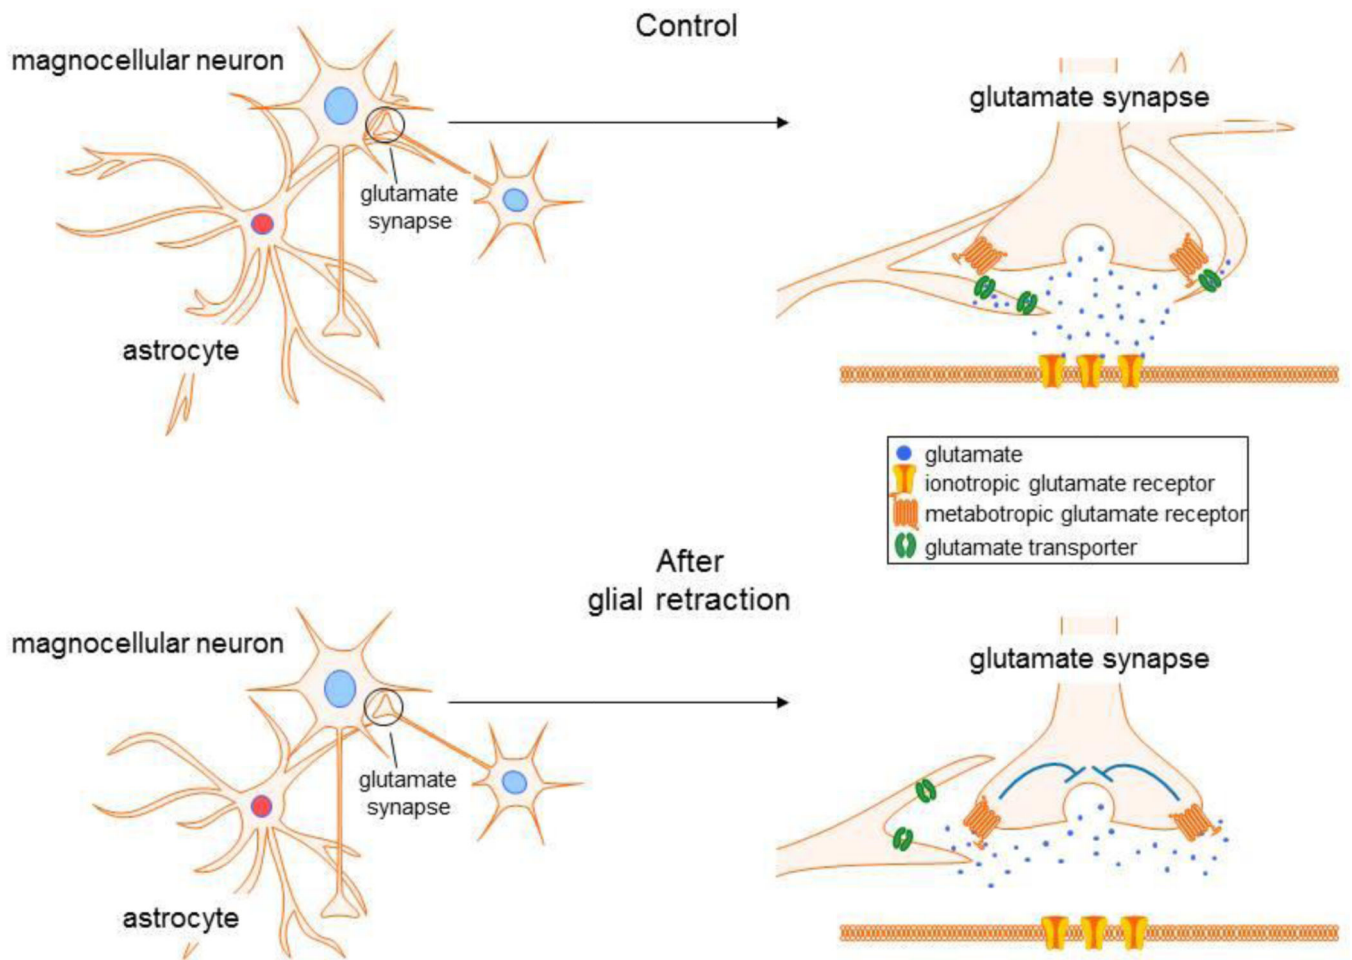 Control
magnocellular neuron
glutamate synapse
glutamate
synapse
astrocyte
glutamate
ionotropic glutamate receptor
metabotropic glutamate receptor
glutamate transporter
After
glial retraction
magnocellular neuron
glutamate synapse
glutamate
synapse
astrocyte